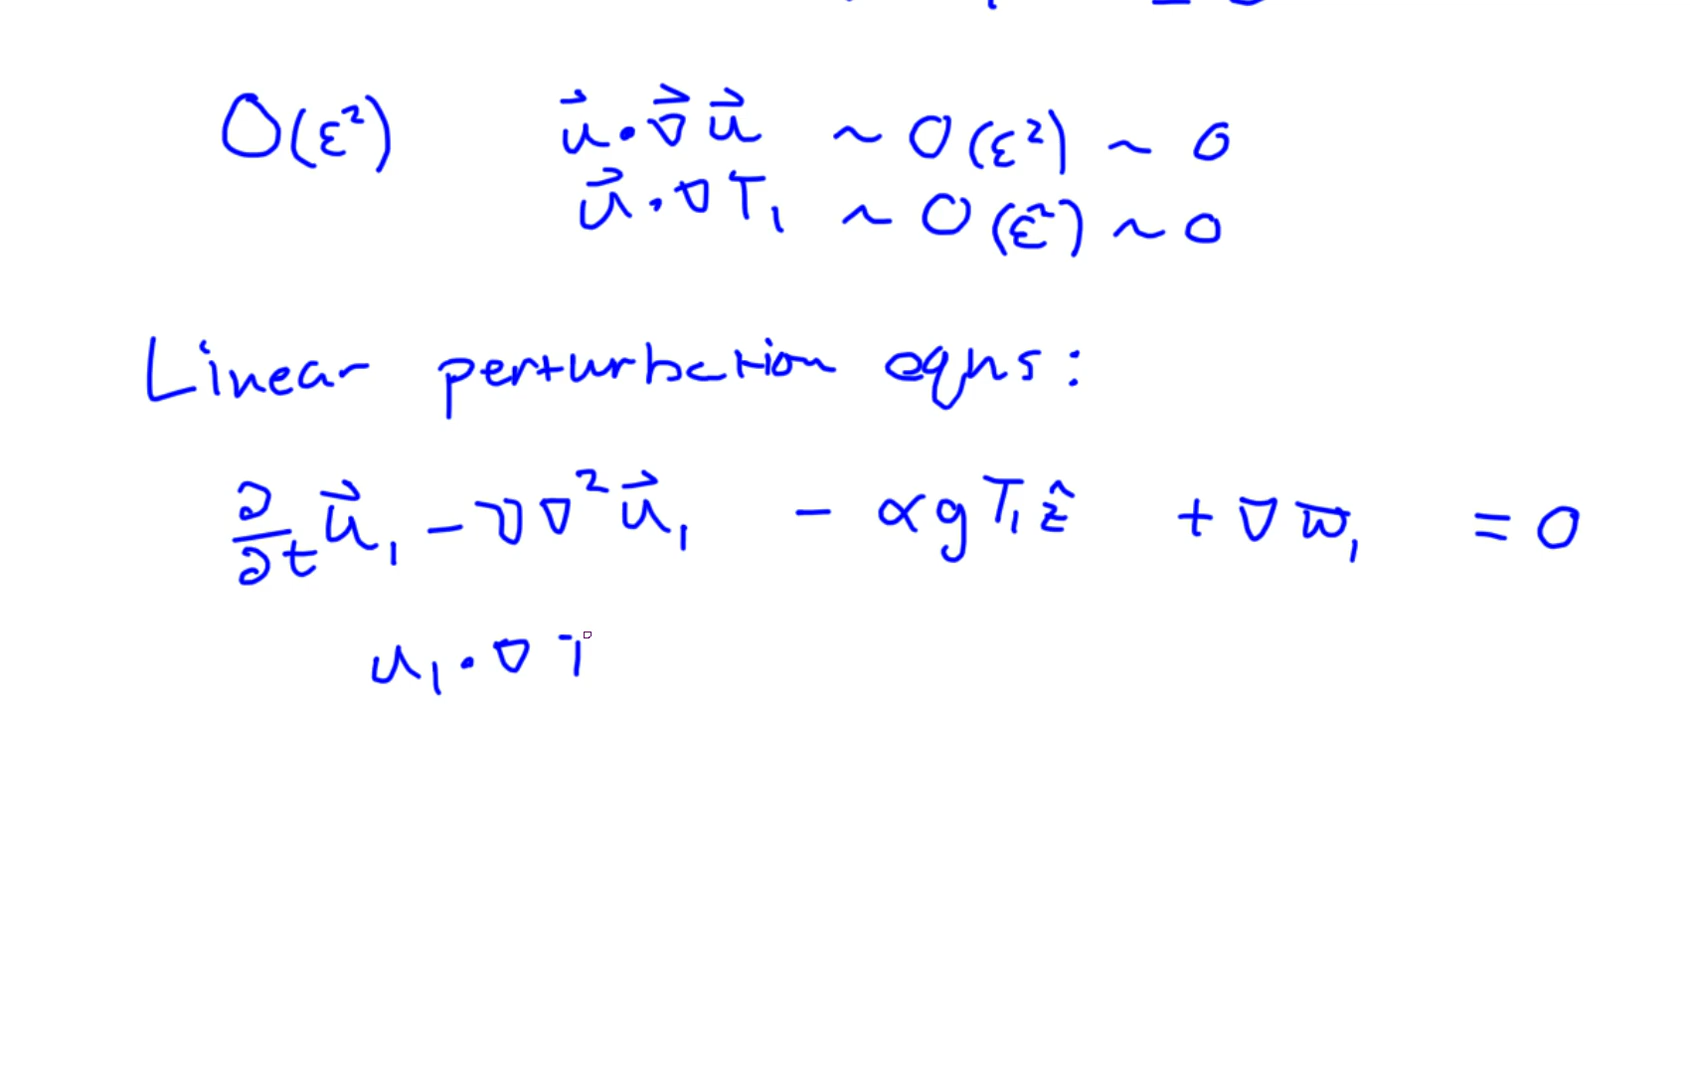 O(ε²) u⃗·∇⃗u⃗ ~ O(ε²) ~ 0
u⃗·∇T₁ ~ O(ε²) ~ 0
Linear perturbation eqns:
∂/∂t u⃗₁ - ν∇²u⃗₁ - αgT₁ẑ + ∇ϖ₁ = 0
u₁·∇T